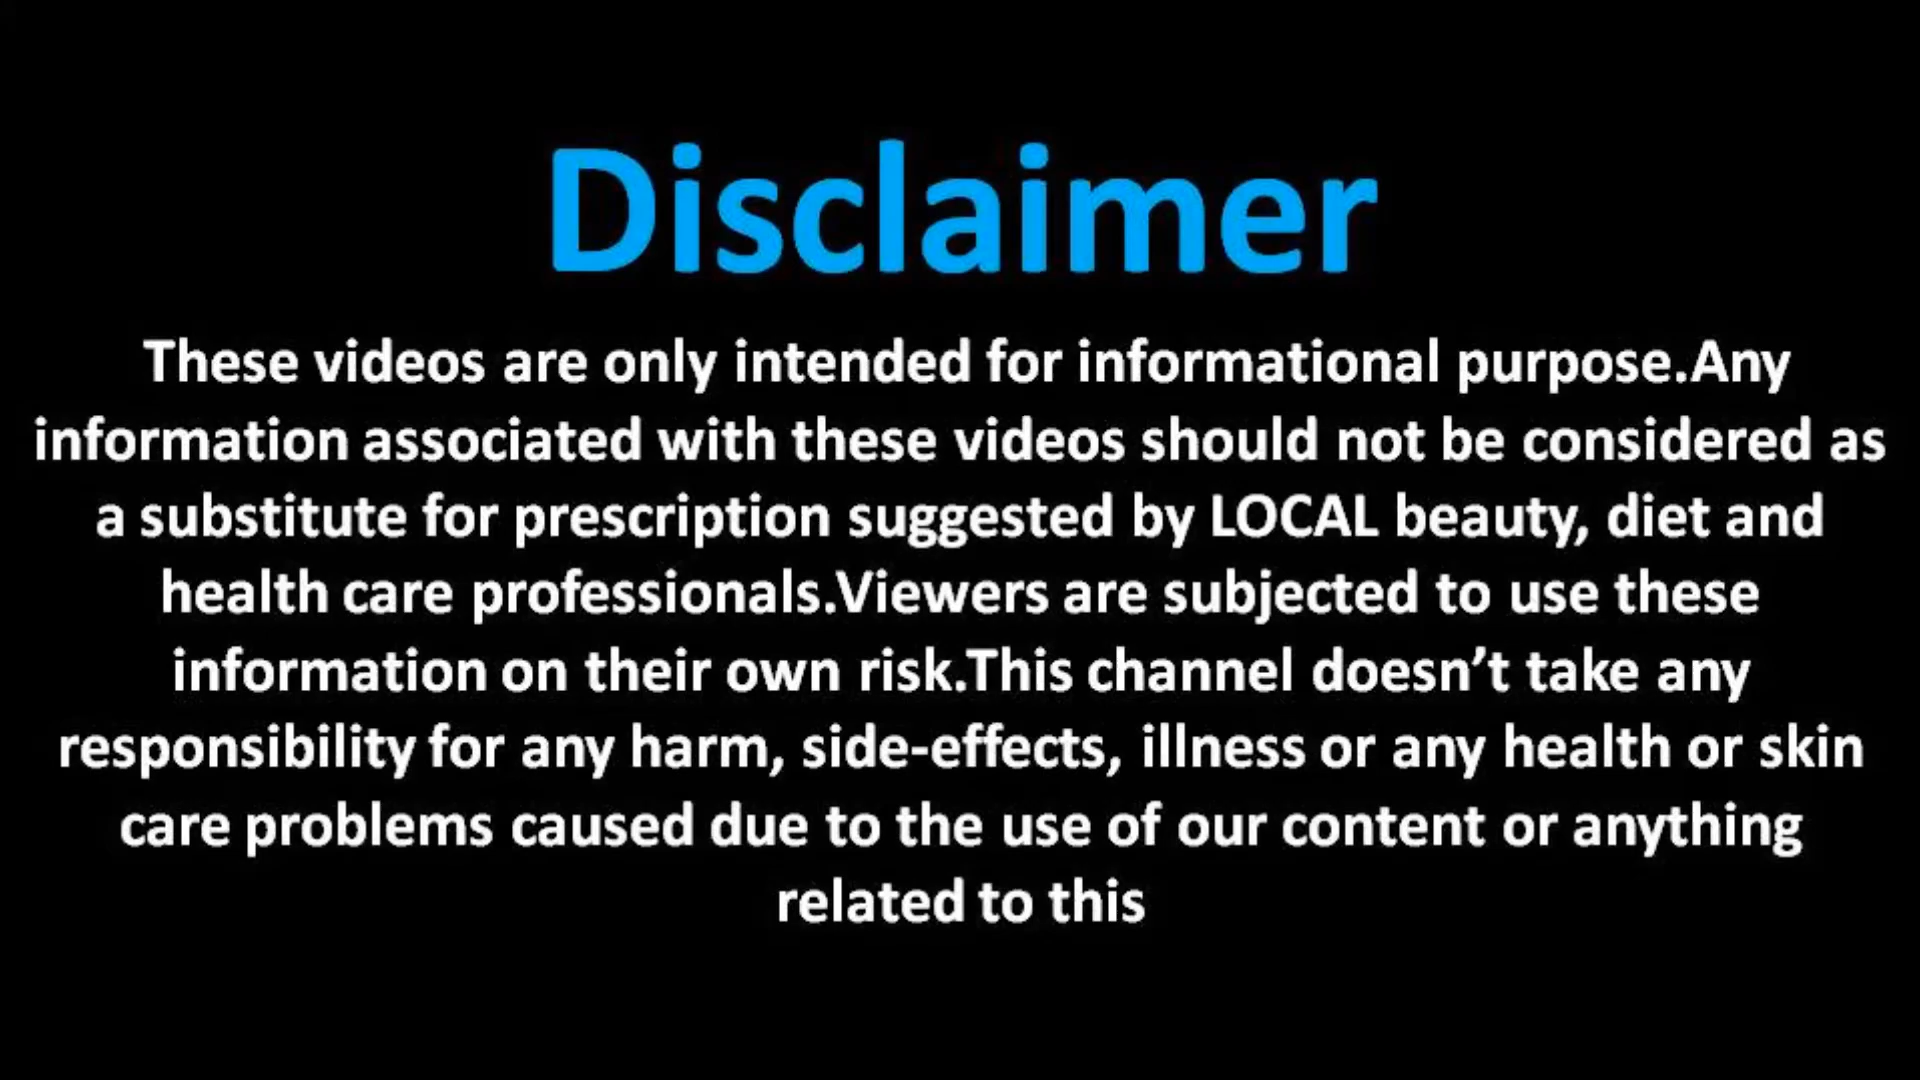 Disclaimer
These videos are only intended for informational purpose.Any
information associated with these videos should not be considered as
a substitute for prescription suggested by LOCAL beauty, diet and
health care professionals.Viewers are subjected to use these
information on their own risk.This channel doesn’t take any
responsibility for any harm, side-effects, illness or any health or skin
care problems caused due to the use of our content or anything
related to this